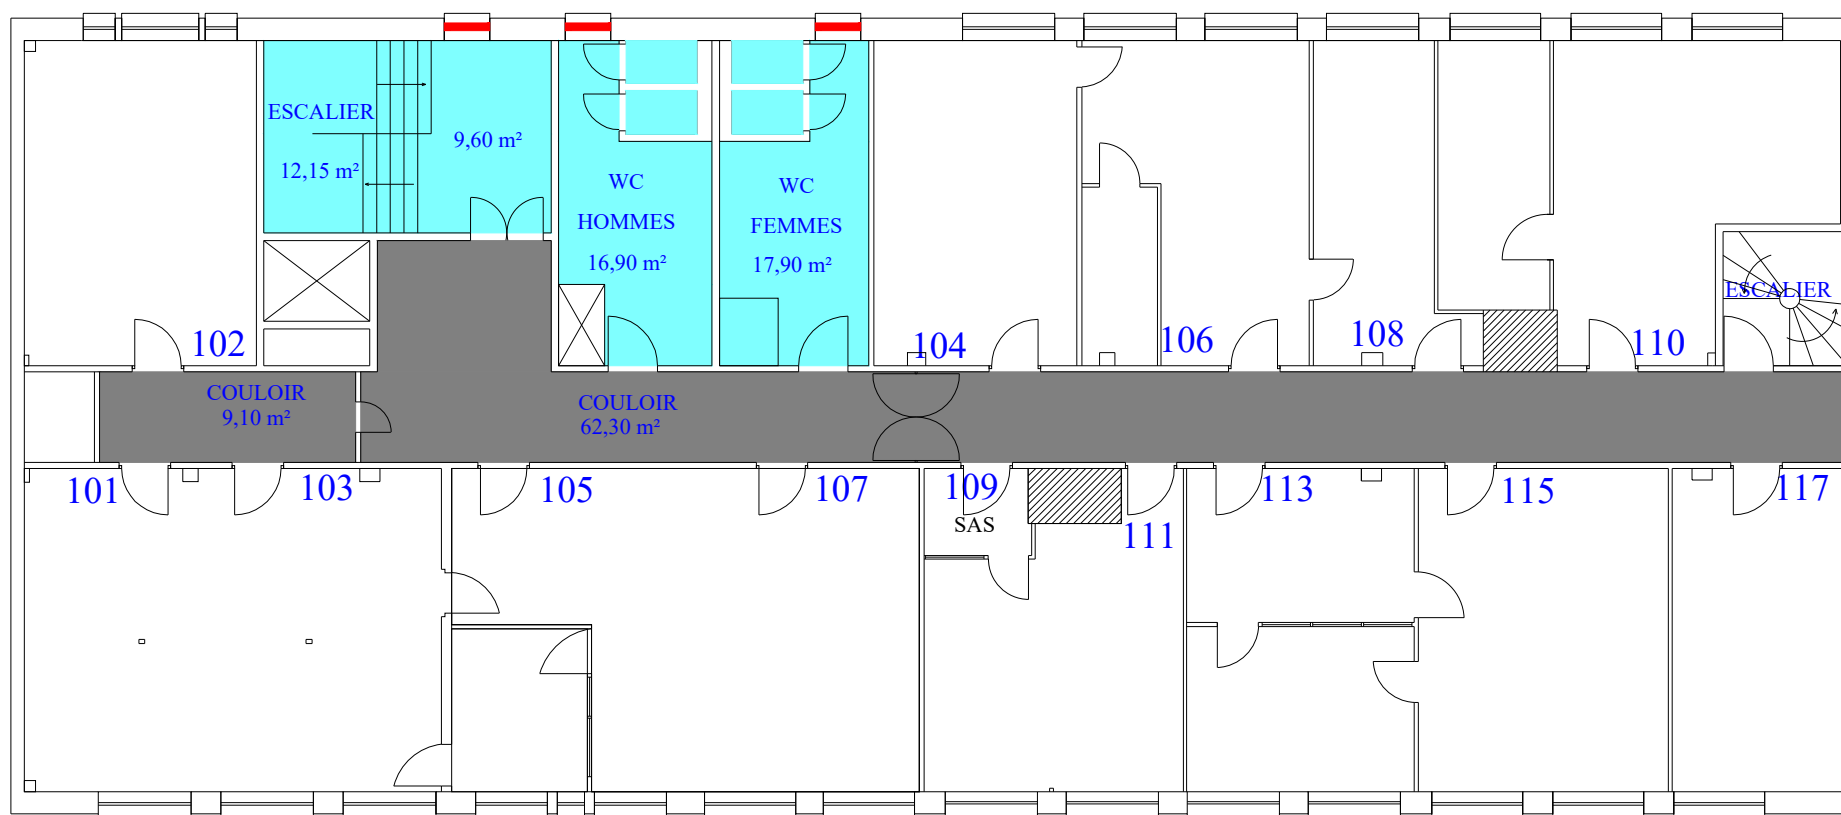 ESCALIER
12,15 m²
9,60 m²
WC
HOMMES
16,90 m²
WC
FEMMES
17,90 m²
ESCALIER
102
104
106
108
110
COULOIR
9,10 m²
COULOIR
62,30 m²
101
103
105
107
109
SAS
111
113
115
117